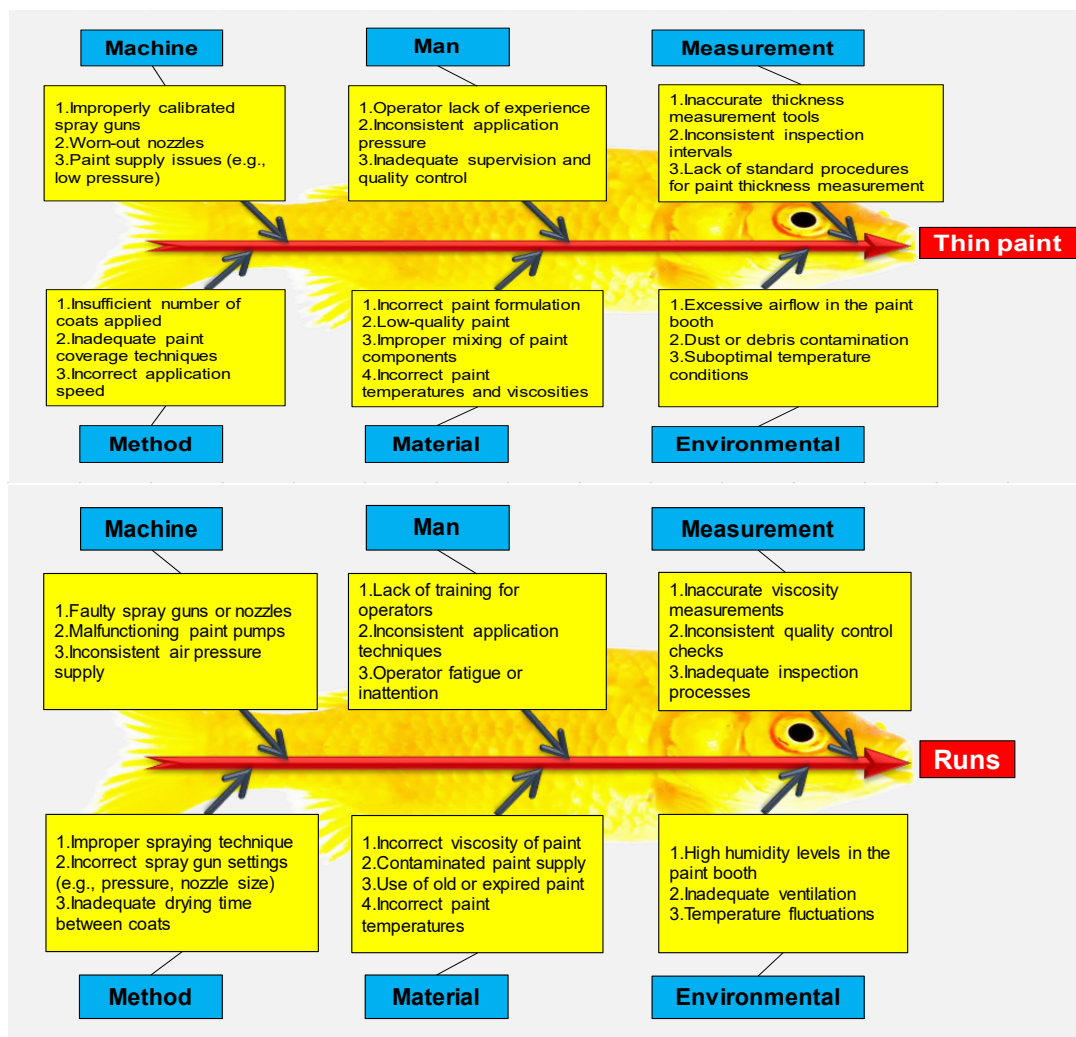 Machine
Man
Measurement
1.Improperly calibrated
spray guns
2.Worn-out nozzles
3.Paint supply issues (e.g.,
low pressure)
1.Operator lack of experience
2.Inconsistent application
pressure
3.Inadequate supervision and
quality control
1.Inaccurate thickness
measurement tools
2.Inconsistent inspection
intervals
3.Lack of standard procedures
for paint thickness measurement
Thin paint
1.Insufficient number of
coats applied
2.Inadequate paint
coverage techniques
3.Incorrect application
speed
1.Incorrect paint formulation
2.Low-quality paint
3.Improper mixing of paint
components
4.Incorrect paint
temperatures and viscosities
1.Excessive airflow in the paint
booth
2.Dust or debris contamination
3.Suboptimal temperature
conditions
Method
Material
Environmental
Machine
Man
Measurement
1.Faulty spray guns or nozzles
2.Malfunctioning paint pumps
3.Inconsistent air pressure
supply
1.Lack of training for
operators
2.Inconsistent application
techniques
3.Operator fatigue or
inattention
1.Inaccurate viscosity
measurements
2.Inconsistent quality control
checks
3.Inadequate inspection
processes
Runs
1.Improper spraying technique
2.Incorrect spray gun settings
(e.g., pressure, nozzle size)
3.Inadequate drying time
between coats
1.Incorrect viscosity of paint
2.Contaminated paint supply
3.Use of old or expired paint
4.Incorrect paint
temperatures
1.High humidity levels in the
paint booth
2.Inadequate ventilation
3.Temperature fluctuations
Method
Material
Environmental